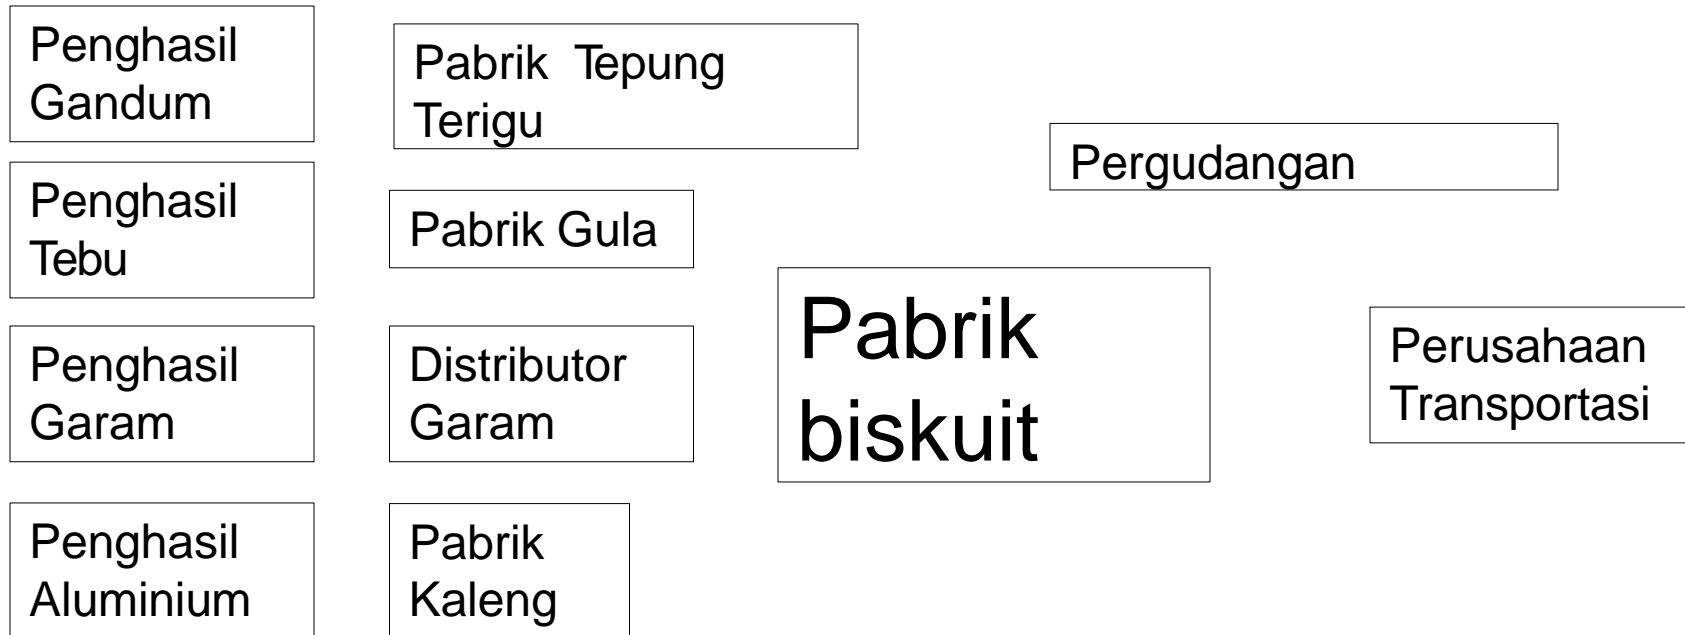 Penghasil
Gandum
Pabrik Tepung
Terigu
Pergudangan
Penghasil
Tebu
Pabrik Gula
Penghasil
Garam
Distributor
Garam
Pabrik
biskuit
Perusahaan
Transportasi
Penghasil
Aluminium
Pabrik
Kaleng